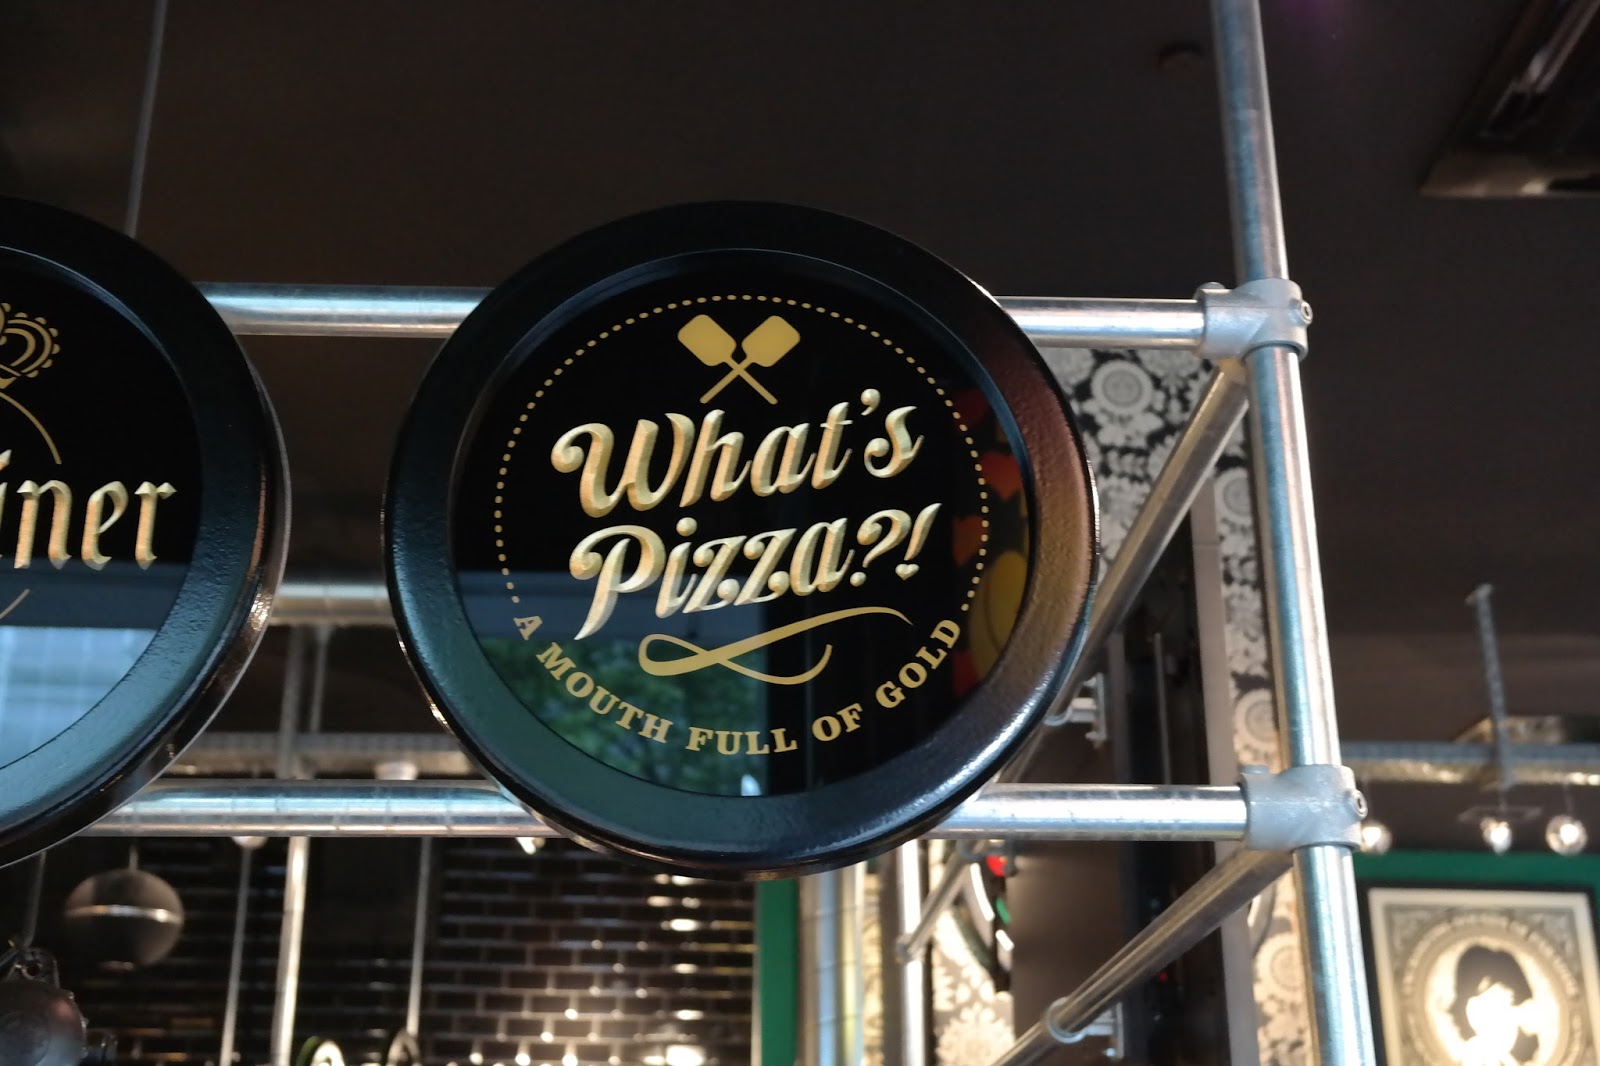 What's
Pizza?!
A MOUTH FULL OF GOLD